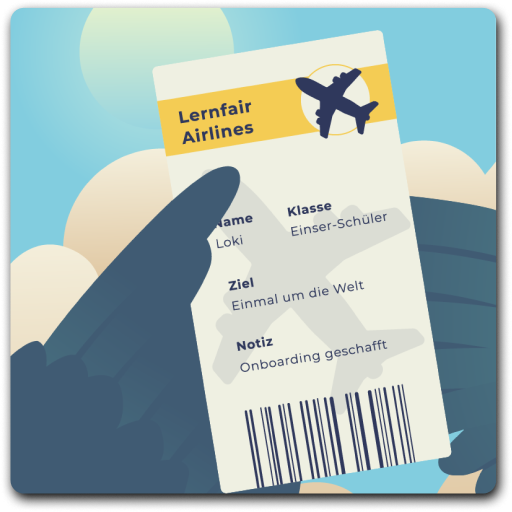 Lernfair
Airlines
Name
Loki
Klasse
Einser-Schüler
Ziel
Einmal um die Welt
Notiz
Onboarding geschafft